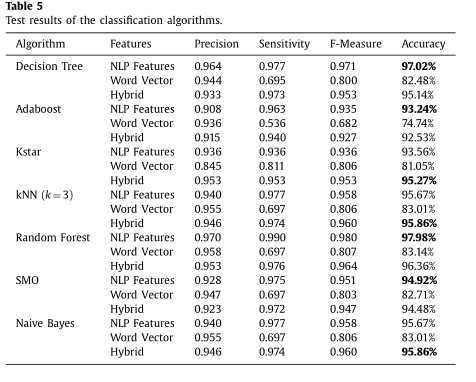 Table 5
Test results of the classification algorithms.
Algorithm Features Precision Sensitivity F-Measure Accuracy
Decision Tree NLP Features 0.964 0.977 0.971 97.02%
Word Vector 0.944 0.695 0.800 82.48%
Hybrid 0.933 0.973 0.953 95.14%
Adaboost NLP Features 0.908 0.963 0.935 93.24%
Word Vector 0.936 0.536 0.682 74.74%
Hybrid 0.915 0.940 0.927 92.53%
Kstar NLP Features 0.936 0.936 0.936 93.56%
Word Vector 0.845 0.811 0.806 81.05%
Hybrid 0.953 0.953 0.953 95.27%
kNN (k = 3) NLP Features 0.940 0.977 0.958 95.67%
Word Vector 0.955 0.697 0.806 83.01%
Hybrid 0.946 0.974 0.960 95.86%
Random Forest NLP Features 0.970 0.990 0.980 97.98%
Word Vector 0.958 0.697 0.807 83.14%
Hybrid 0.953 0.976 0.964 96.36%
SMO NLP Features 0.928 0.975 0.951 94.92%
Word Vector 0.947 0.697 0.803 82.71%
Hybrid 0.923 0.972 0.947 94.48%
Naive Bayes NLP Features 0.940 0.977 0.958 95.67%
Word Vector 0.955 0.697 0.806 83.01%
Hybrid 0.946 0.974 0.960 95.86%